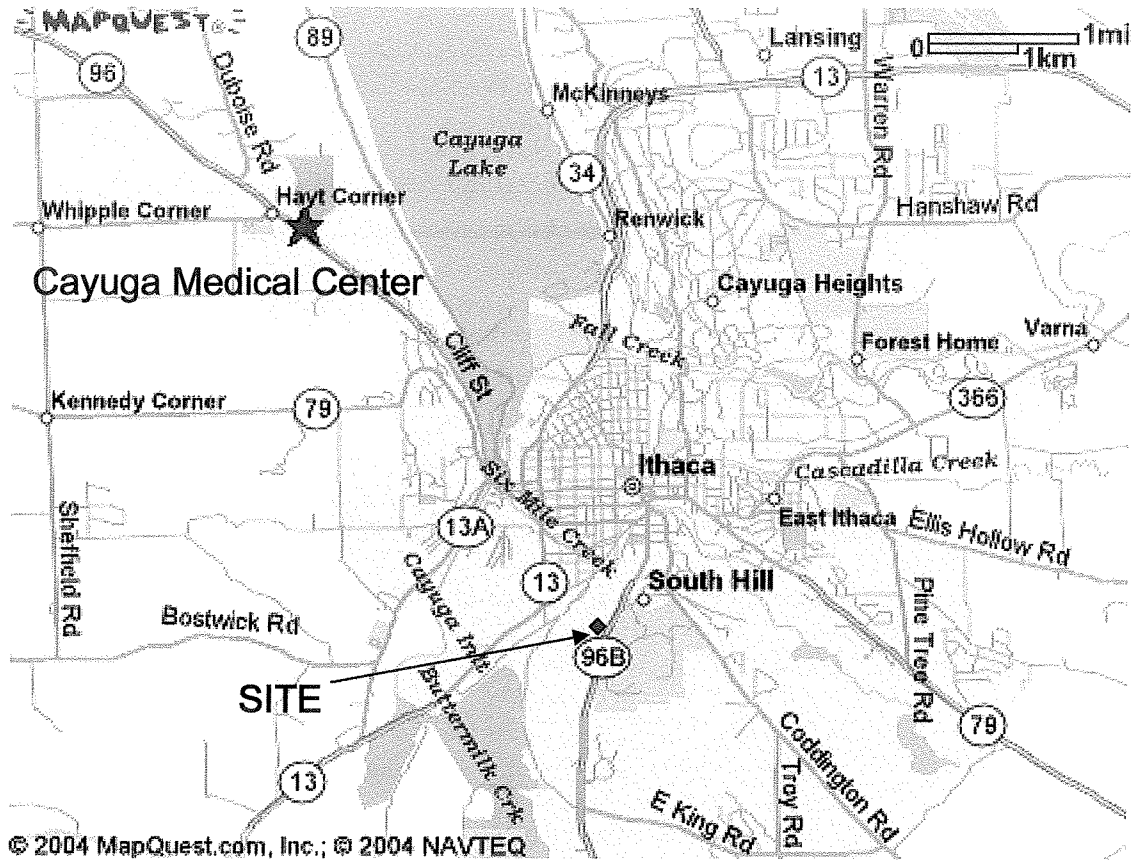 MAPQUEST
89
Lansing
0
1mi
1km
96
13
Duboise Rd
McKinneys
Warren Rd
Cayuga
Lake
34
Hayt Corner
Whipple Corner
Renwick
Hanshaw Rd
Cayuga Medical Center
Cayuga Heights
Fall Creek
Varna
Forest Home
Cliff St
Kennedy Corner
79
366
Ithaca
Cascadilla Creek
Six Mile Creek
East Ithaca
Ellis Hollow Rd
13A
Sheffield Rd
13
South Hill
Cayuga Inlt
Pine Tree Rd
Bostwick Rd
96B
SITE
Buttermilk Crk
79
Coddington Rd
Troy Rd
13
E King Rd
© 2004 MapQuest.com, Inc.; © 2004 NAVTEQ